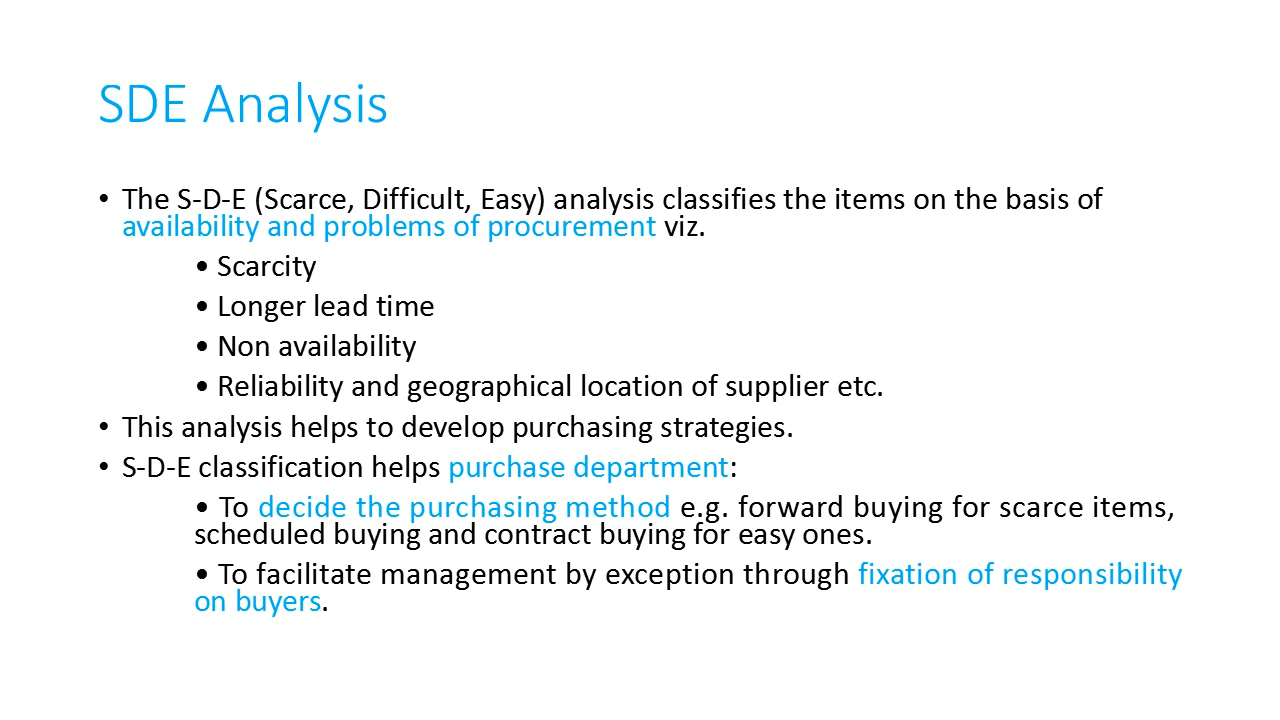 SDE Analysis
• The S-D-E (Scarce, Difficult, Easy) analysis classifies the items on the basis of
availability and problems of procurement viz.
• Scarcity
• Longer lead time
• Non availability
• Reliability and geographical location of supplier etc.
• This analysis helps to develop purchasing strategies.
• S-D-E classification helps purchase department:
• To decide the purchasing method e.g. forward buying for scarce items,
scheduled buying and contract buying for easy ones.
• To facilitate management by exception through fixation of responsibility
on buyers.